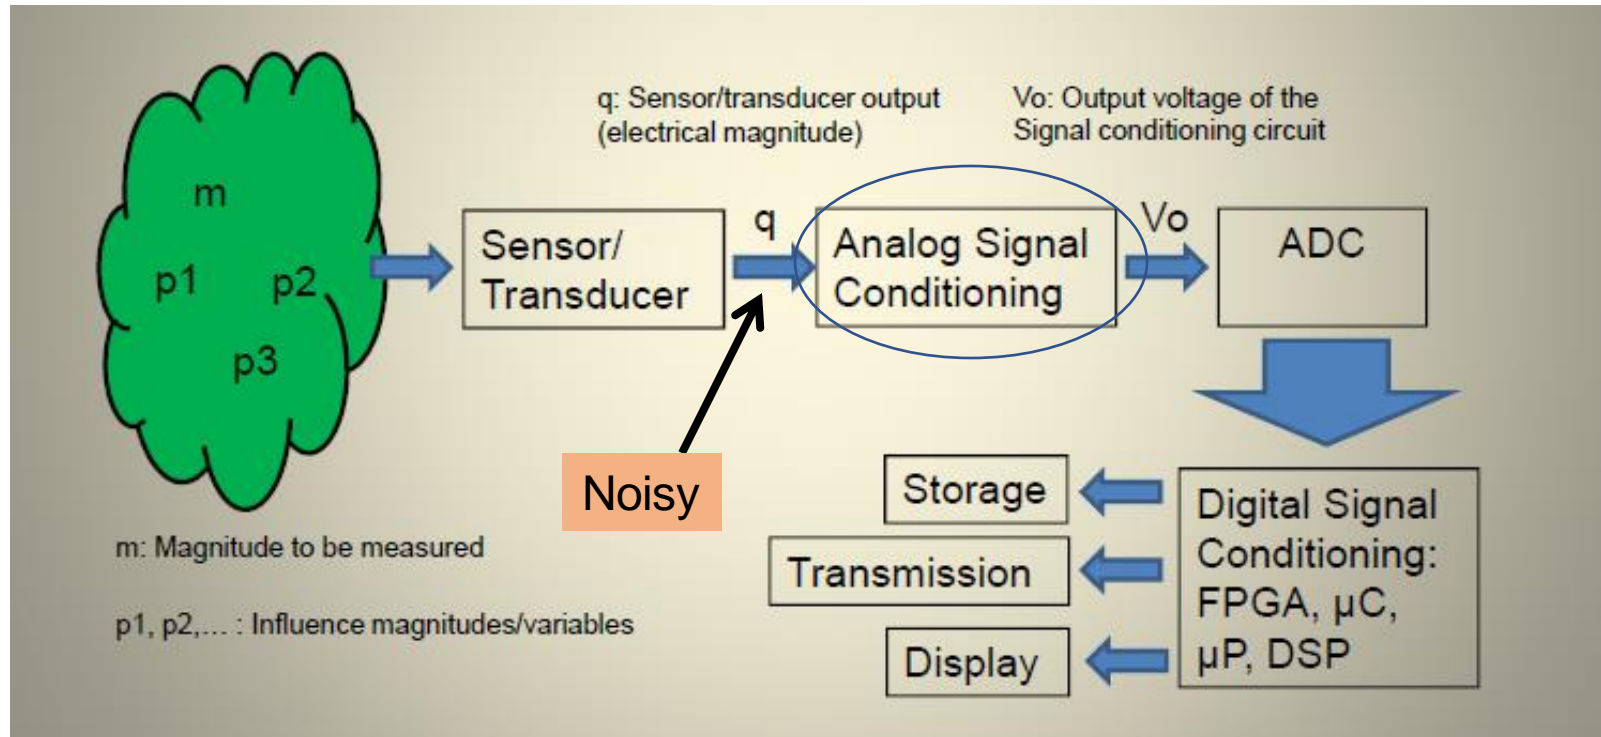 q: Sensor/transducer output
(electrical magnitude)
Vo: Output voltage of the
Signal conditioning circuit
m
p1
p2
p3
Sensor/
Transducer
q
Analog Signal
Conditioning
Vo
ADC
Noisy
m: Magnitude to be measured
p1, p2,... : Influence magnitudes/variables
Storage
Transmission
Display
Digital Signal
Conditioning:
FPGA, µC,
µP, DSP